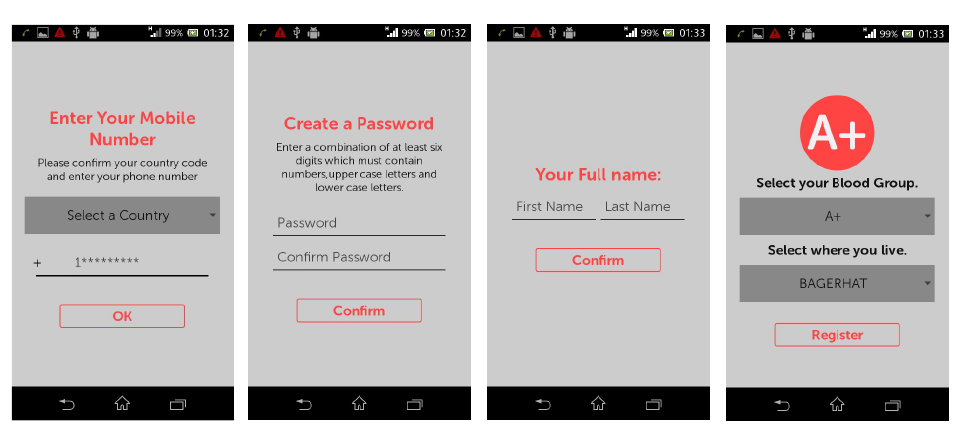 H 99% 01:32
Enter Your Mobile
Number
Please confirm your country code
and enter your phone number
Select a Country
+ 1*********
OK
H 99% 01:32
Create a Password
Enter a combination of at least six
digits which must contain
numbers,upper case letters and
lower case letters.
Password
Confirm Password
Confirm
H 99% 01:33
Your Full name:
First Name Last Name
Confirm
H 99% 01:33
A+
Select your Blood Group.
A+
Select where you live.
BAGERHAT
Register